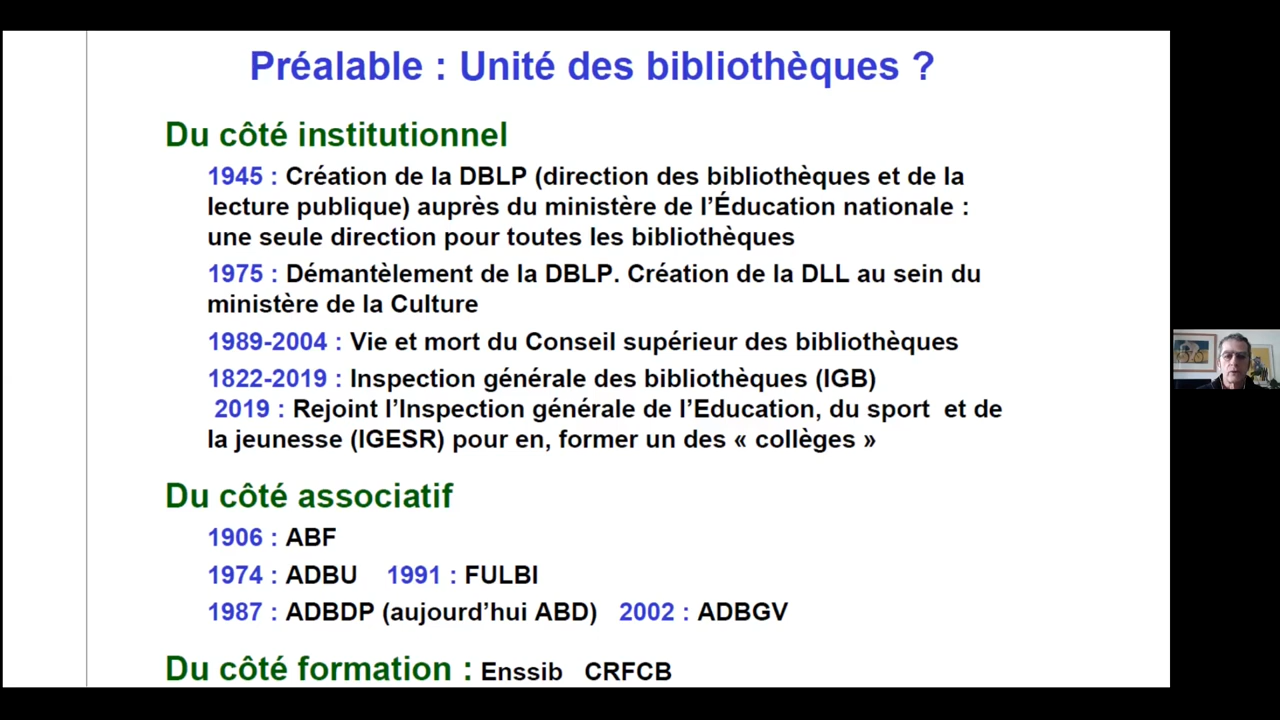 Préalable : Unité des bibliothèques ?
Du côté institutionnel
1945 : Création de la DBLP (direction des bibliothèques et de la
lecture publique) auprès du ministère de l’Éducation nationale :
une seule direction pour toutes les bibliothèques
1975 : Démantèlement de la DBLP. Création de la DLL au sein du
ministère de la Culture
1989-2004 : Vie et mort du Conseil supérieur des bibliothèques
1822-2019 : Inspection générale des bibliothèques (IGB)
2019 : Rejoint l’Inspection générale de l’Education, du sport et de
la jeunesse (IGESR) pour en, former un des « collèges »
Du côté associatif
1906 : ABF
1974 : ADBU 1991 : FULBI
1987 : ADBDP (aujourd’hui ABD) 2002 : ADBGV
Du côté formation : Enssib CRFCB